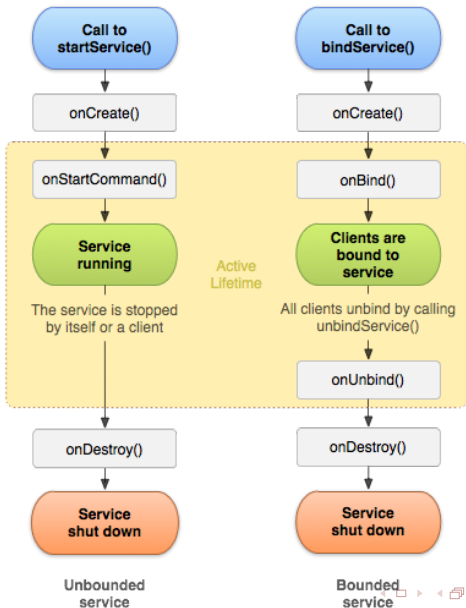 Call to
startService()
onCreate()
onStartCommand()
Service
running
The service is stopped
by itself or a client
onDestroy()
Service
shut down
Unbounded
service
Active
Lifetime
Call to
bindService()
onCreate()
onBind()
Clients are
bound to
service
All clients unbind by calling
unbindService()
onUnbind()
onDestroy()
Service
shut down
Bounded
service